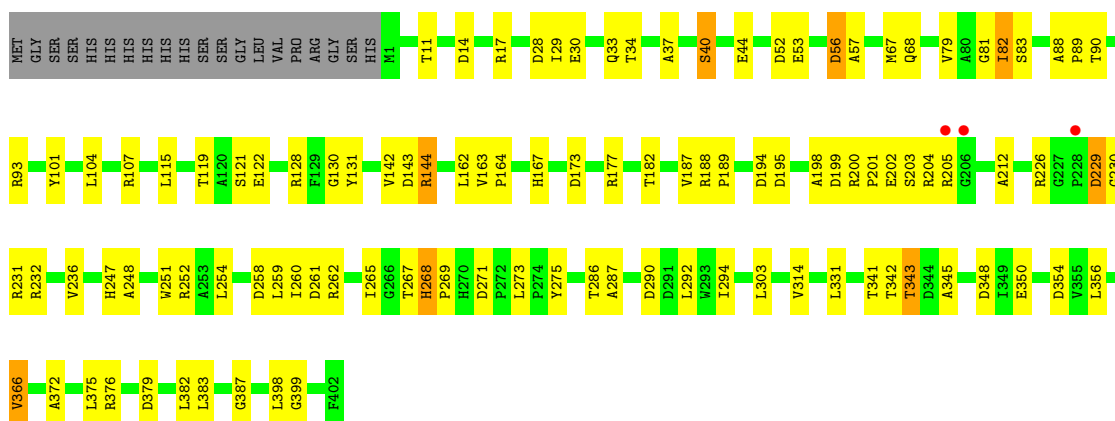 MET GLY SER SER HIS HIS HIS HIS HIS HIS SER SER GLY LEU VAL PRO ARG GLY SER HIS M1 T11 D14 R17 D28 I29 E30 Q33 T34 A37 S40 E44 D52 E53 D56 A57 M67 Q68 V79 A80 G81 I82 S83 A88 P89 T90
R93 Y101 L104 R107 L115 T119 A120 S121 E122 R128 F129 G130 Y131 V142 D143 R144 L162 V163 P164 H167 D173 R177 T182 V187 R188 P189 D194 D195 A198 D199 R200 P201 E202 S203 R204 R205 G206 A212 R226 G227 P228 D229
R231 R232 V236 H247 A248 W251 R252 A253 L254 D258 L259 I260 D261 R262 I265 G266 T267 H268 P269 H270 D271 P272 L273 P274 Y275 T286 A287 D290 D291 L292 W293 I294 L303 V314 L331 T341 T342 T343 D344 A345 D348 I349 E350 D354 V355 L356
V366 A372 L375 R376 D379 L382 L383 G387 L398 G399 F402